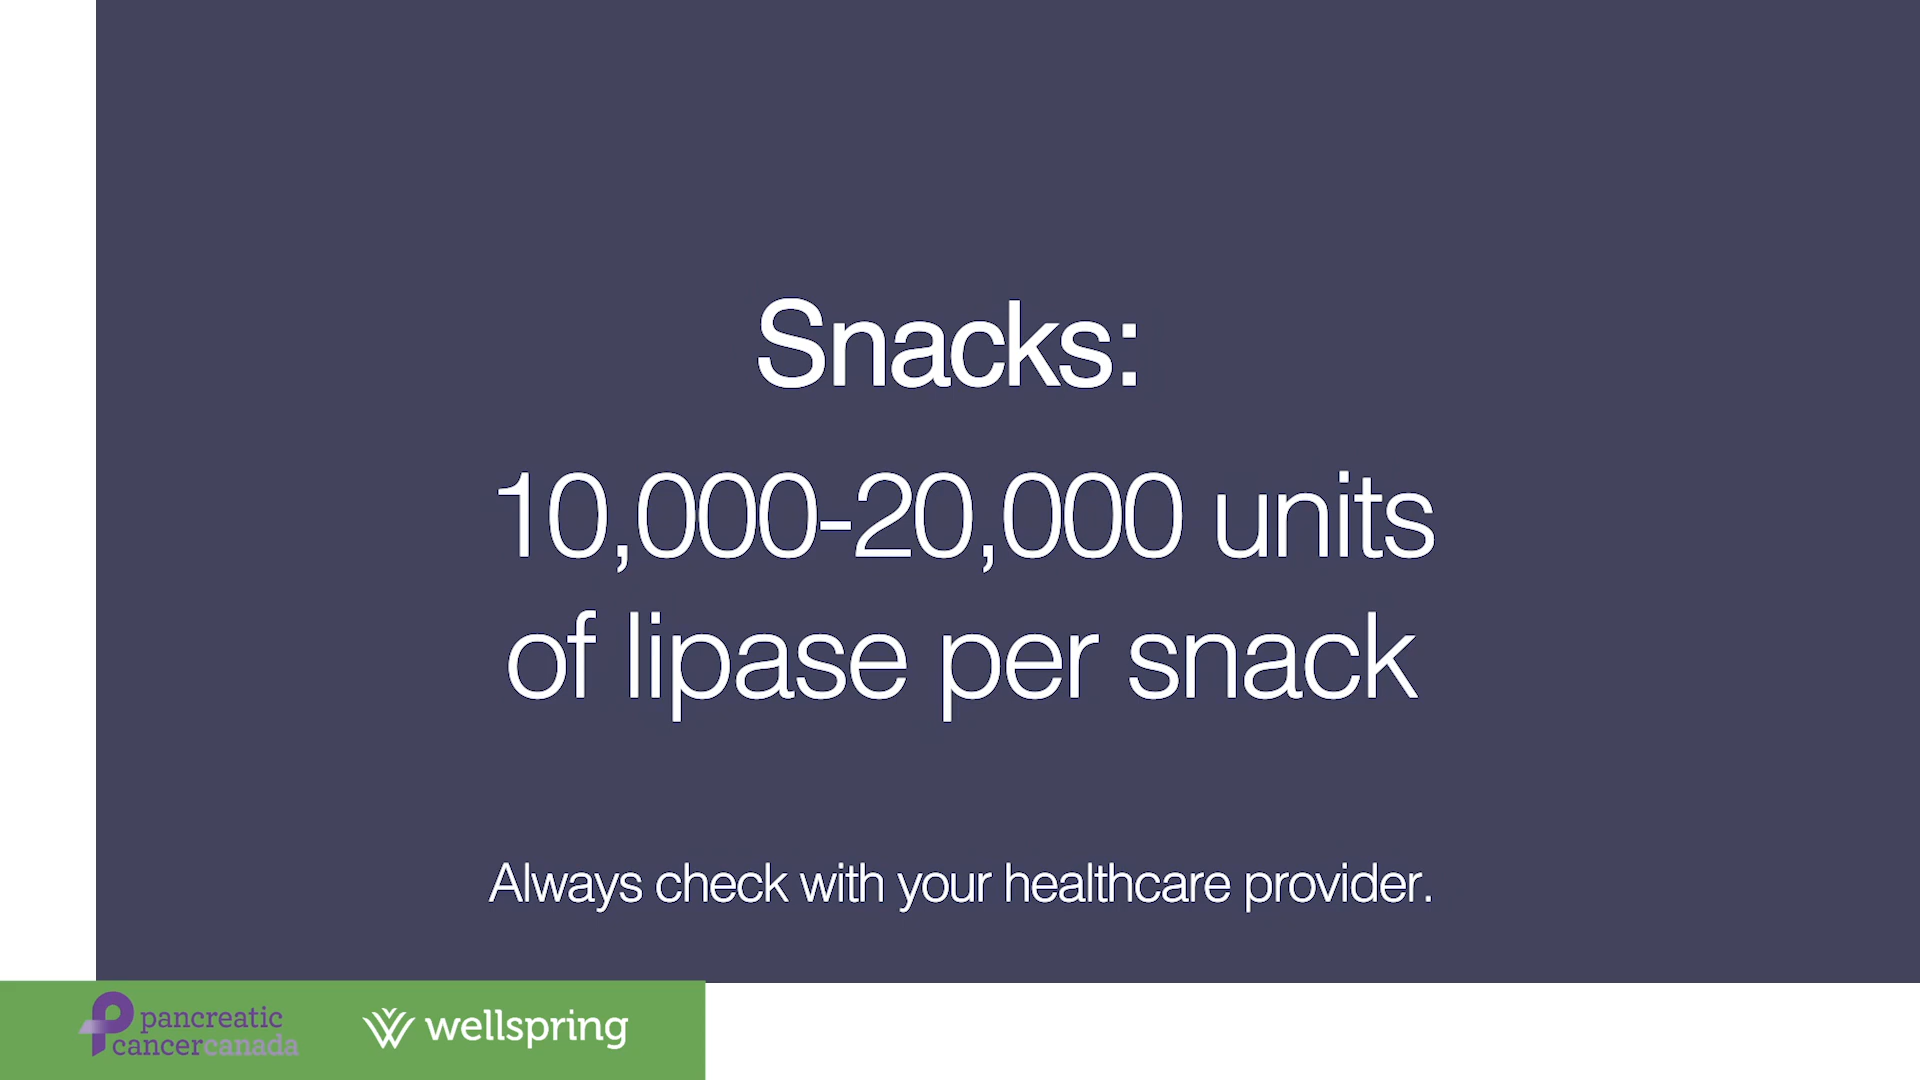 Snacks:
10,000-20,000 units
of lipase per snack
Always check with your healthcare provider.
pancreatic
cancercanada
wellspring